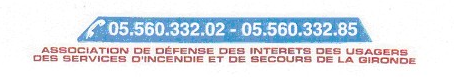 05.560.332.02 - 05.560.332.85
ASSOCIATION DE DÉFENSE DES INTERETS DES USAGERS
DES SERVICES D'INCENDIE ET DE SECOURS DE LA GIRONDE